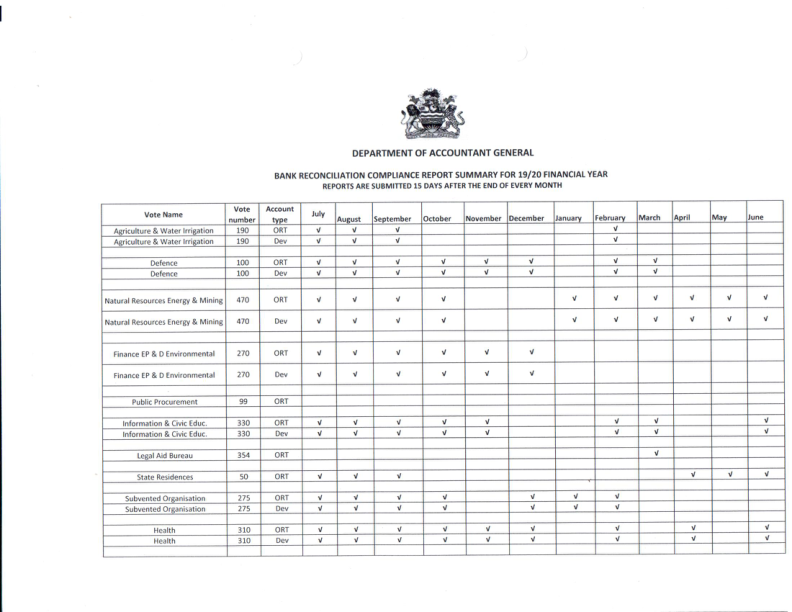 DEPARTMENT OF ACCOUNTANT GENERAL
BANK RECONCILIATION COMPLIANCE REPORT SUMMARY FOR 19/20 FINANCIAL YEAR
REPORTS ARE SUBMITTED 15 DAYS AFTER THE END OF EVERY MONTH
Vote Name Vote number Account type July August September October November December January February March April May June
Agriculture & Water Irrigation 190 ORT √ √ √ √
Agriculture & Water Irrigation 190 Dev √ √ √ √
Defence 100 ORT √ √ √ √ √ √ √ √
Defence 100 Dev √ √ √ √ √ √ √ √
Natural Resources Energy & Mining 470 ORT √ √ √ √ √ √ √ √ √ √
Natural Resources Energy & Mining 470 Dev √ √ √ √ √ √ √ √ √ √
Finance EP & D Environmental 270 ORT √ √ √ √ √ √
Finance EP & D Environmental 270 Dev √ √ √ √ √ √
Public Procurement 99 ORT
Information & Civic Educ. 330 ORT √ √ √ √ √ √ √ √
Information & Civic Educ. 330 Dev √ √ √ √ √ √ √ √
Legal Aid Bureau 354 ORT √
State Residences 50 ORT √ √ √ √ √ √
Subvented Organisation 275 ORT √ √ √ √ √ √ √
Subvented Organisation 275 Dev √ √ √ √ √ √ √
Health 310 ORT √ √ √ √ √ √ √ √ √
Health 310 Dev √ √ √ √ √ √ √ √ √